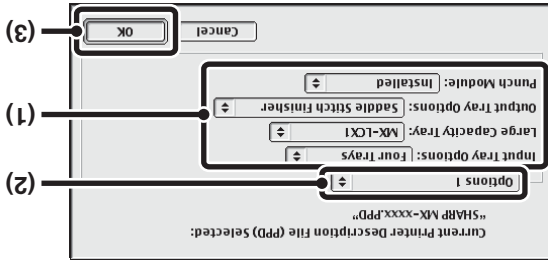 Current Printer Description File (PPD) Selected:
“SHARP MX-xxxx.PPD”
Options 1
(2)
Input Tray Options: Four Trays
Large Capacity Tray: MX-LCX1
Output Tray Options: Saddle Stitch Finisher
Punch Module: Installed
(1)
Cancel OK
(3)